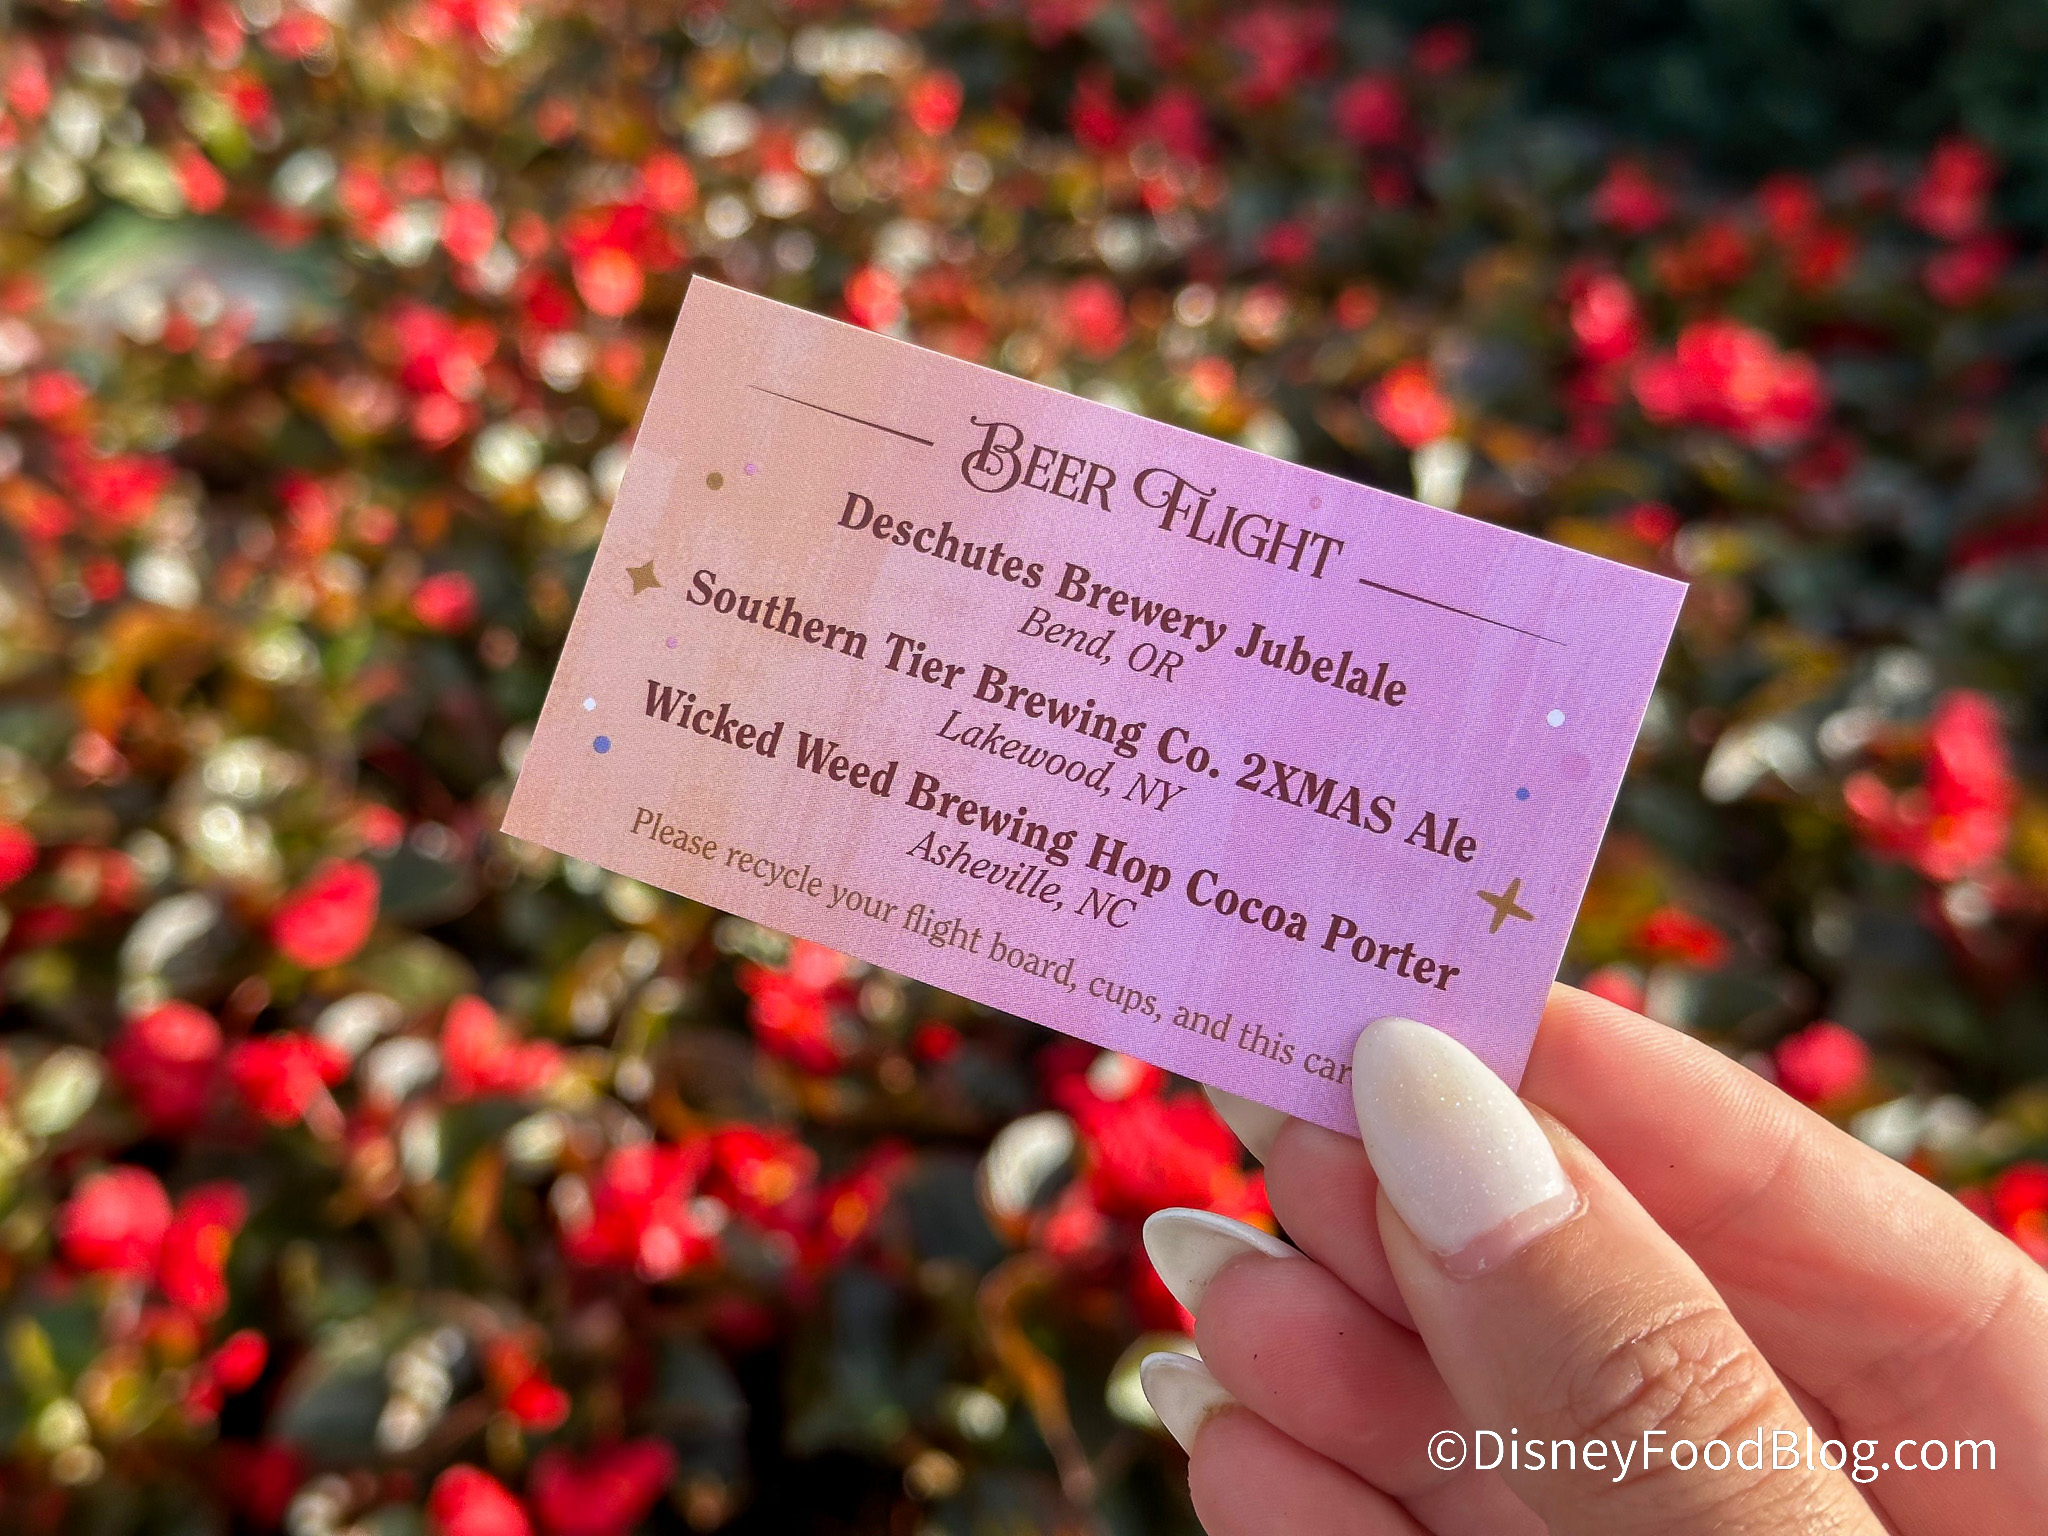 BEER FLIGHT
Deschutes Brewery Jubelale
Bend, OR
Southern Tier Brewing Co. 2XMAS Ale
Lakewood, NY
Wicked Weed Brewing Hop Cocoa Porter
Asheville, NC
Please recycle your flight board, cups, and this
©DisneyFoodBlog.com